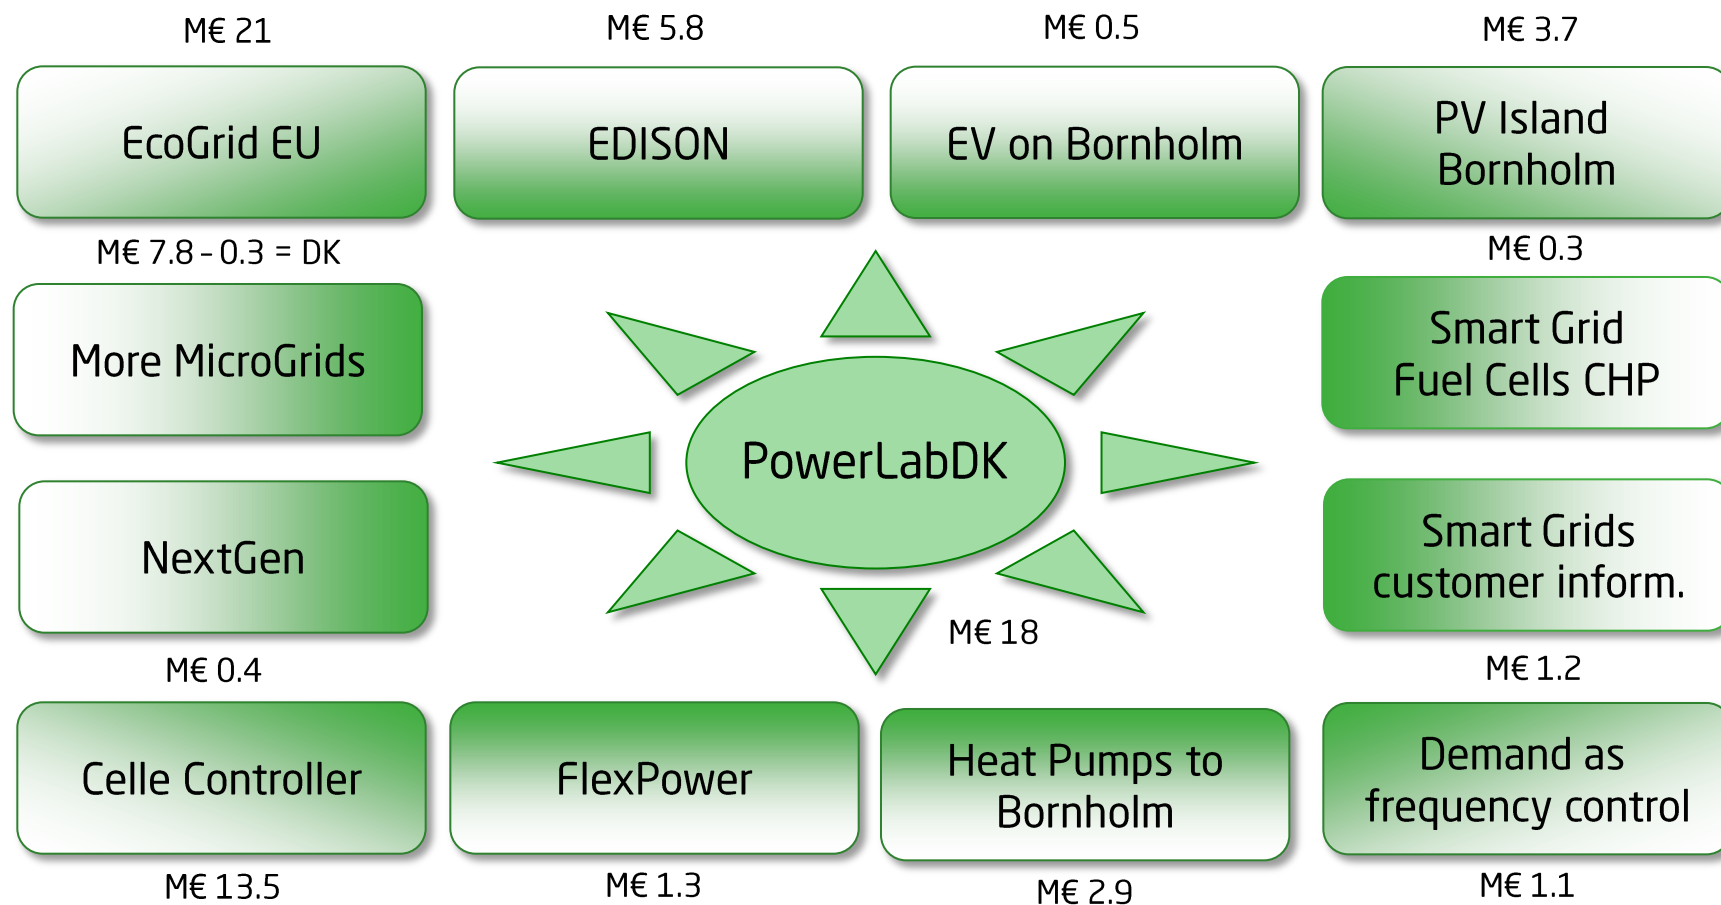 M€ 21
M€ 5.8
M€ 0.5
M€ 3.7
EcoGrid EU
EDISON
EV on Bornholm
PV Island
Bornholm
M€ 7.8 – 0.3 = DK
M€ 0.3
More MicroGrids
Smart Grid
Fuel Cells CHP
PowerLabDK
NextGen
Smart Grids
customer inform.
M€ 18
M€ 0.4
M€ 1.2
Celle Controller
FlexPower
Heat Pumps to
Bornholm
Demand as
frequency control
M€ 13.5
M€ 1.3
M€ 2.9
M€ 1.1